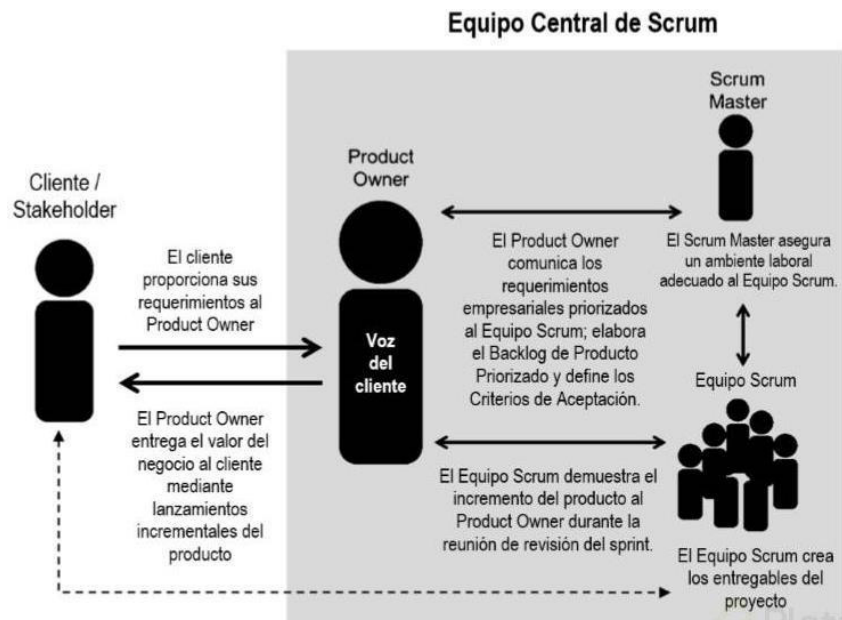 Equipo Central de Scrum
Scrum
Master
Product
Owner
Cliente /
Stakeholder
El cliente
proporciona sus
requerimientos al
Product Owner
El Product Owner
entrega el valor del
negocio al cliente
mediante
lanzamientos
incrementales del
producto
Voz
del
cliente
El Product Owner
comunica los
requerimientos
empresariales priorizados
al Equipo Scrum; elabora
el Backlog de Producto
Priorizado y define los
Criterios de Aceptación.
El Scrum Master asegura
un ambiente laboral
adecuado al Equipo Scrum.
Equipo Scrum
El Equipo Scrum demuestra el
incremento del producto al
Product Owner durante la
reunión de revisión del sprint.
El Equipo Scrum crea
los entregables del
proyecto